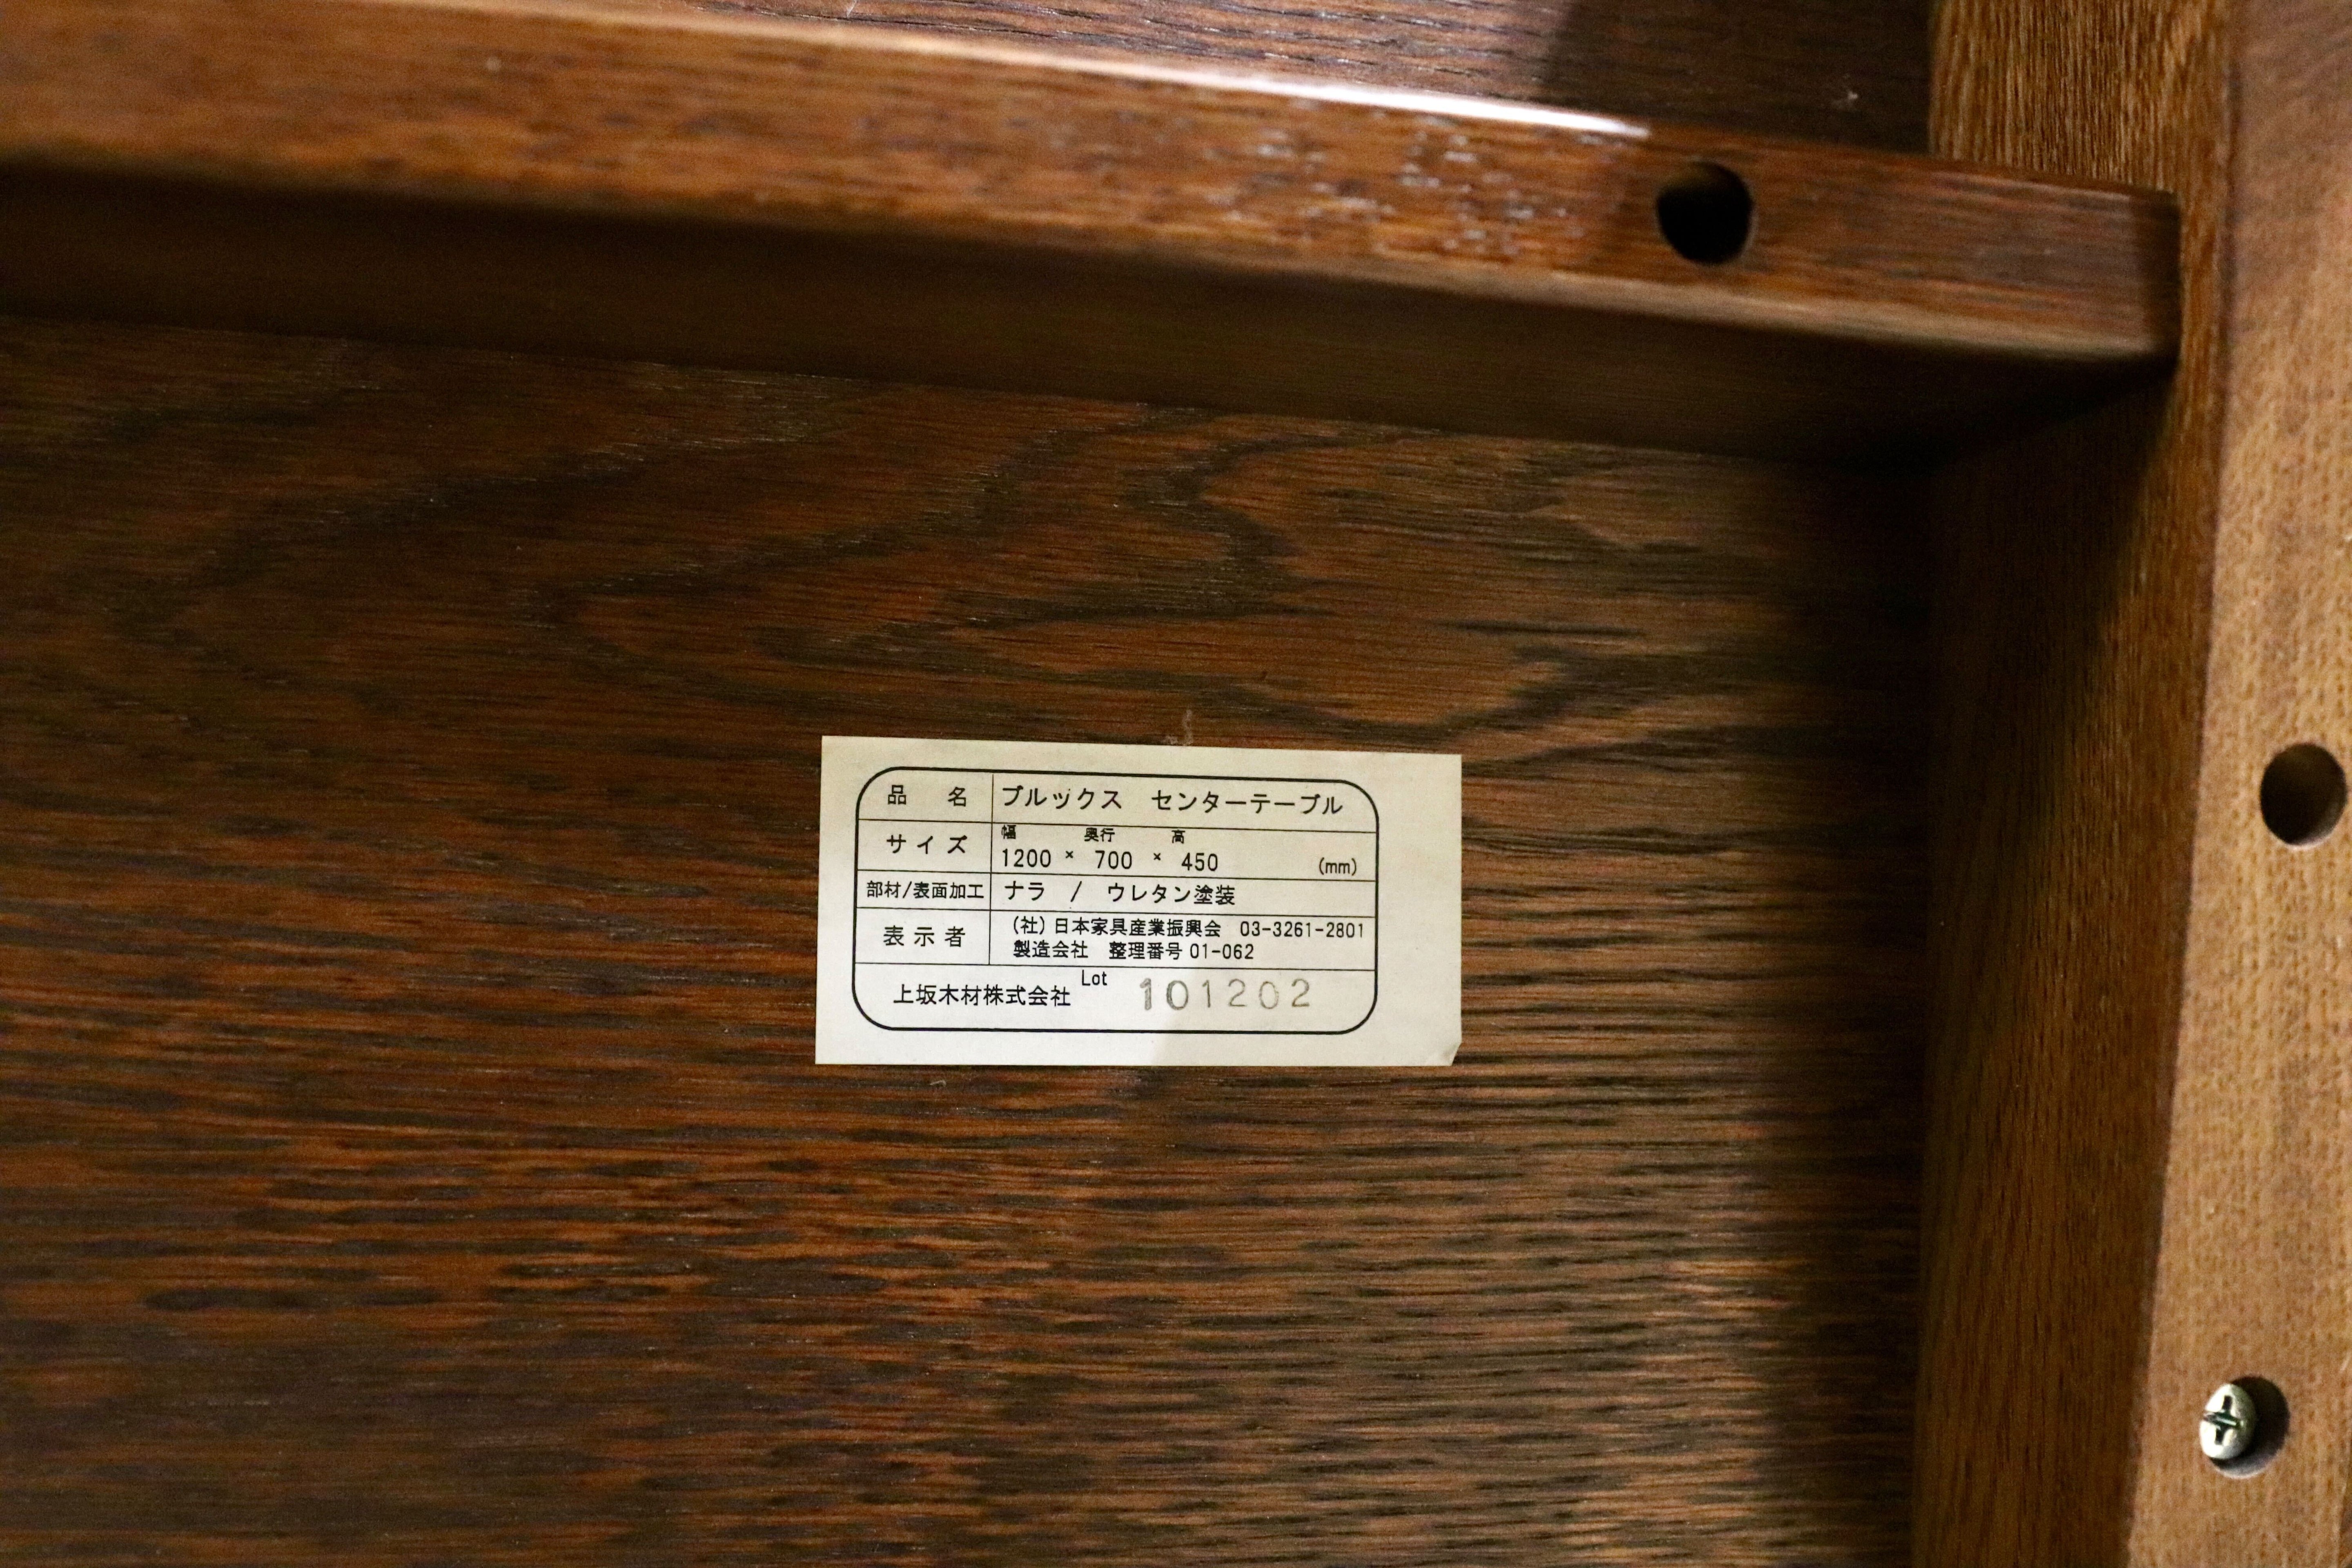 品 名 ブルックス センターテーブル
幅 奥行 高
サイズ 1200 × 700 × 450 (mm)
部材/表面加工 ナラ / ウレタン塗装
表示者 (社)日本家具産業振興会 03-3261-2801
製造会社 整理番号 01-062
上坂木材株式会社 Lot 101202